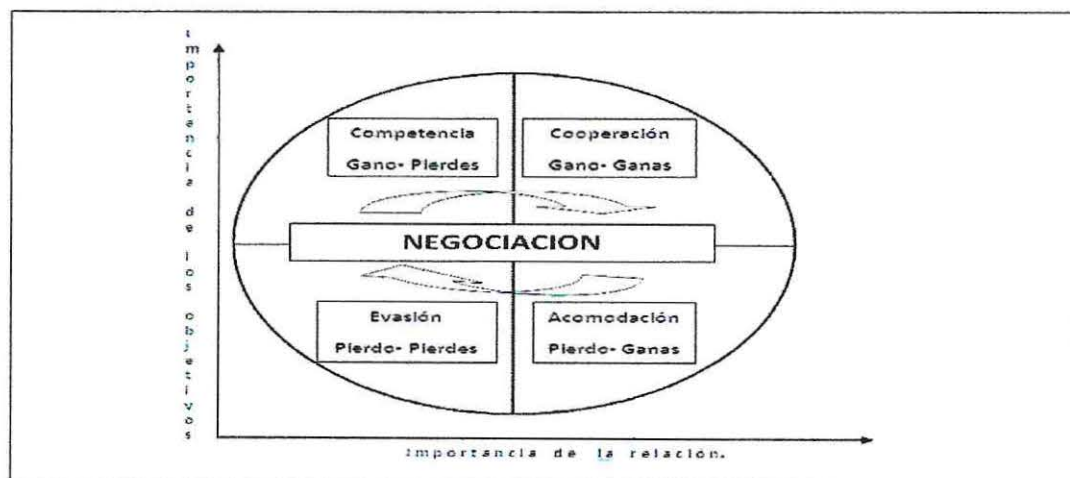 Importancia de los objetivos
Competencia
Gano- Pierdes
Cooperación
Gano- Ganas
NEGOCIACION
Evasión
Pierdo- Pierdes
Acomodación
Pierdo- Ganas
Importancia de la relación.